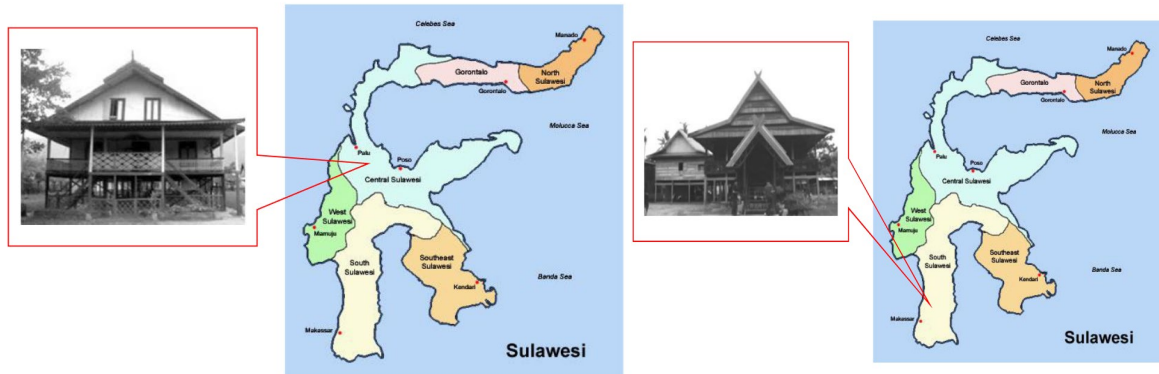 Celebes Sea
Manado
Gorontalo
North
Sulawesi
Gorontalo
Molucca Sea
Palu
Poso
Central Sulawesi
West
Sulawesi
Mamuju
South
Sulawesi
Southeast
Sulawesi
Kendari
Banda Sea
Makassar
Sulawesi
Celebes Sea
Manado
Gorontalo
North
Sulawesi
Gorontalo
Molucca Sea
Palu
Poso
Central Sulawesi
West
Sulawesi
Mamuju
South
Sulawesi
Southeast
Sulawesi
Kendari
Banda Sea
Makassar
Sulawesi